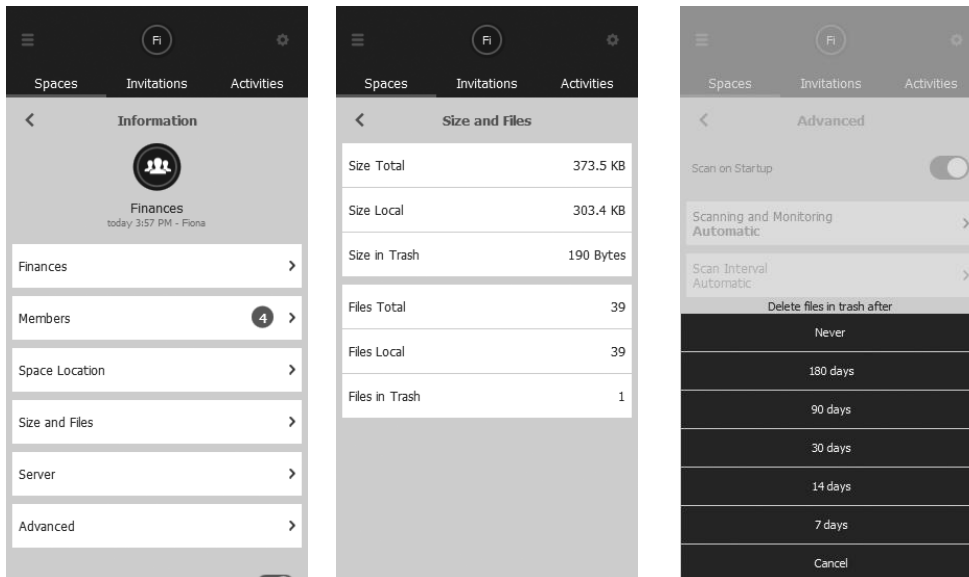 Fi
Spaces Invitations Activities
Information
Finances
today 3:57 PM - Fiona
Finances
Members 4
Space Location
Size and Files
Server
Advanced
Fi
Spaces Invitations Activities
Size and Files
Size Total 373.5 KB
Size Local 303.4 KB
Size in Trash 190 Bytes
Files Total 39
Files Local 39
Files in Trash 1
Fi
Spaces Invitations Activities
Advanced
Scan on Startup
Scanning and Monitoring
Automatic
Scan Interval
Automatic
Delete files in trash after
Never
180 days
90 days
30 days
14 days
7 days
Cancel